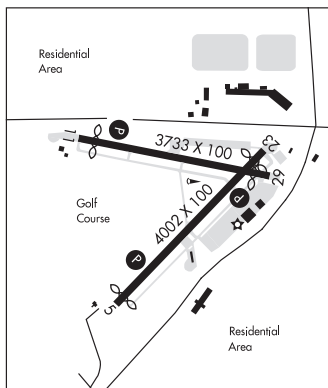 Residential
Area
P
11
3733 X 100
23
29
P
Golf
Course
4002 X 100
P
5
Residential
Area